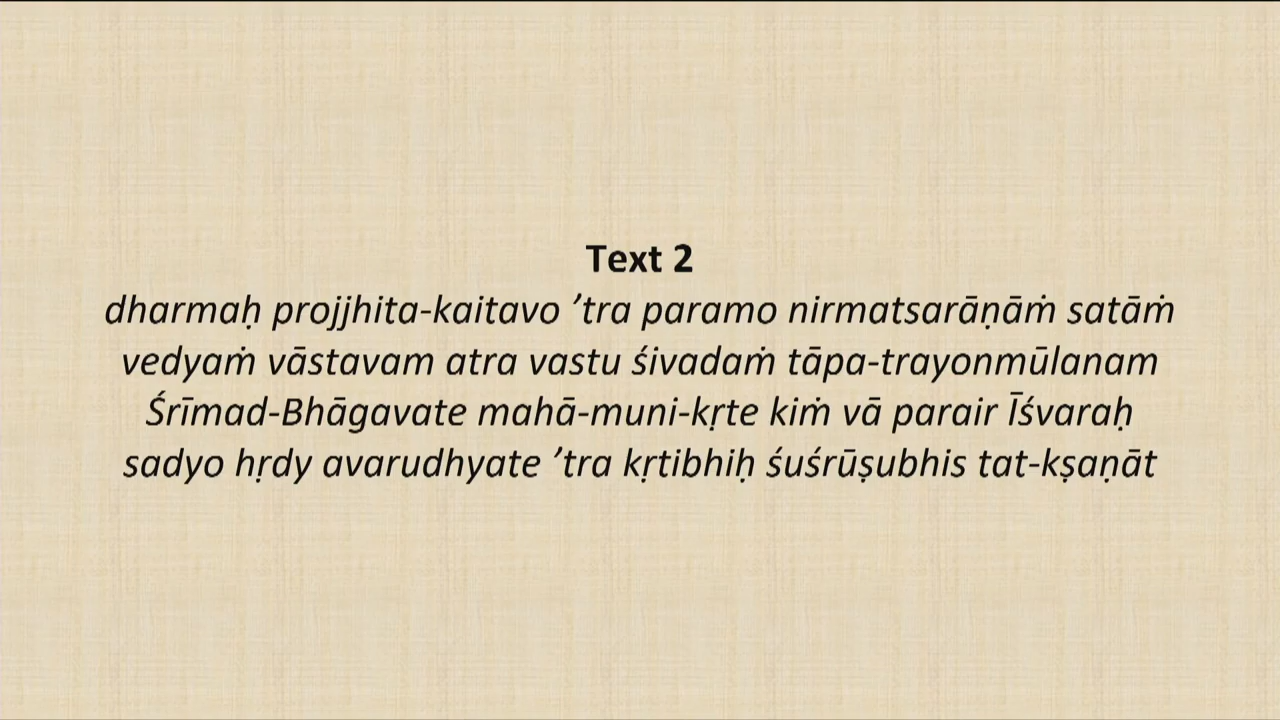 Text 2
dharmaḥ projjhita-kaitavo ’tra paramo nirmatsarāṇāṁ satāṁ
vedyaṁ vāstavam atra vastu śivadaṁ tāpa-trayonmūlanam
Śrīmad-Bhāgavate mahā-muni-kṛte kiṁ vā parair Īśvaraḥ
sadyo hṛdy avarudhyate ’tra kṛtibhiḥ śuśrūṣubhis tat-kṣaṇāt